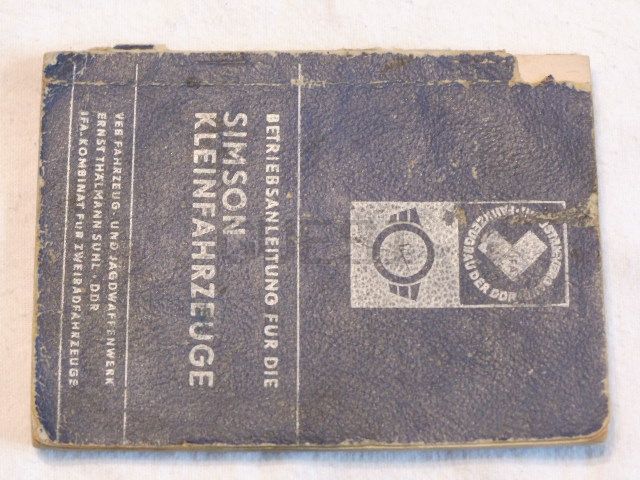 BETRIEBSANLEITUNG FÜR DIE
SIMSON
KLEINFAHRZEUGE
VEB FAHRZEUG- UND JAGDWAFFENWERK
ERNST THÄLMANN SUHL · DDR
IFA-KOMBINAT FÜR ZWEIRADFAHRZEUGE